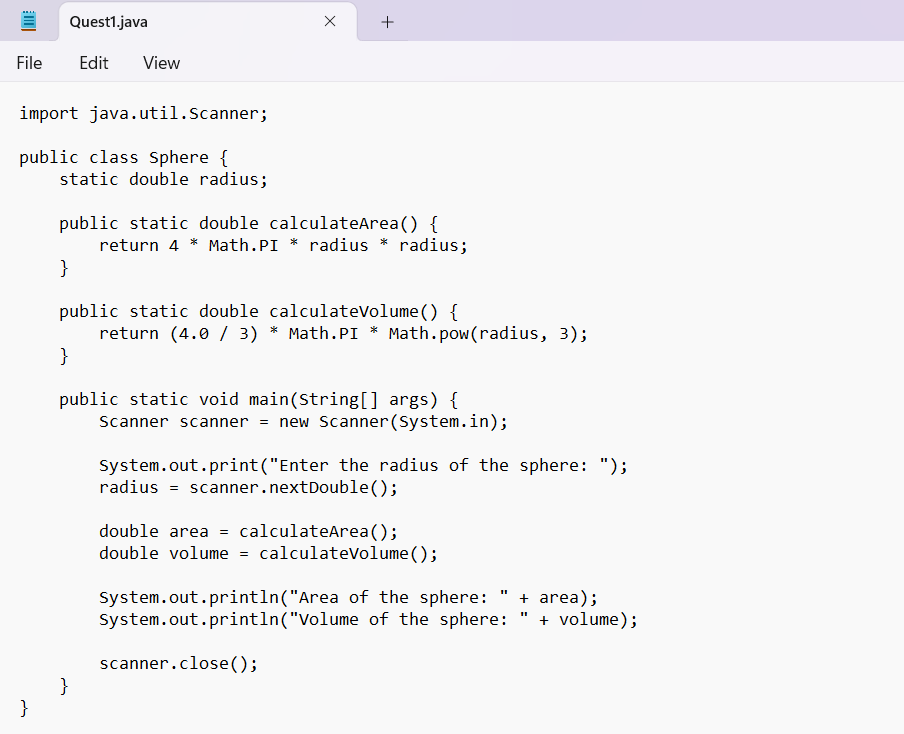 Quest1.java
File Edit View
import java.util.Scanner;
public class Sphere {
    static double radius;
    public static double calculateArea() {
        return 4 * Math.PI * radius * radius;
    }
    public static double calculateVolume() {
        return (4.0 / 3) * Math.PI * Math.pow(radius, 3);
    }
    public static void main(String[] args) {
        Scanner scanner = new Scanner(System.in);
        System.out.print("Enter the radius of the sphere: ");
        radius = scanner.nextDouble();
        double area = calculateArea();
        double volume = calculateVolume();
        System.out.println("Area of the sphere: " + area);
        System.out.println("Volume of the sphere: " + volume);
        scanner.close();
    }
}